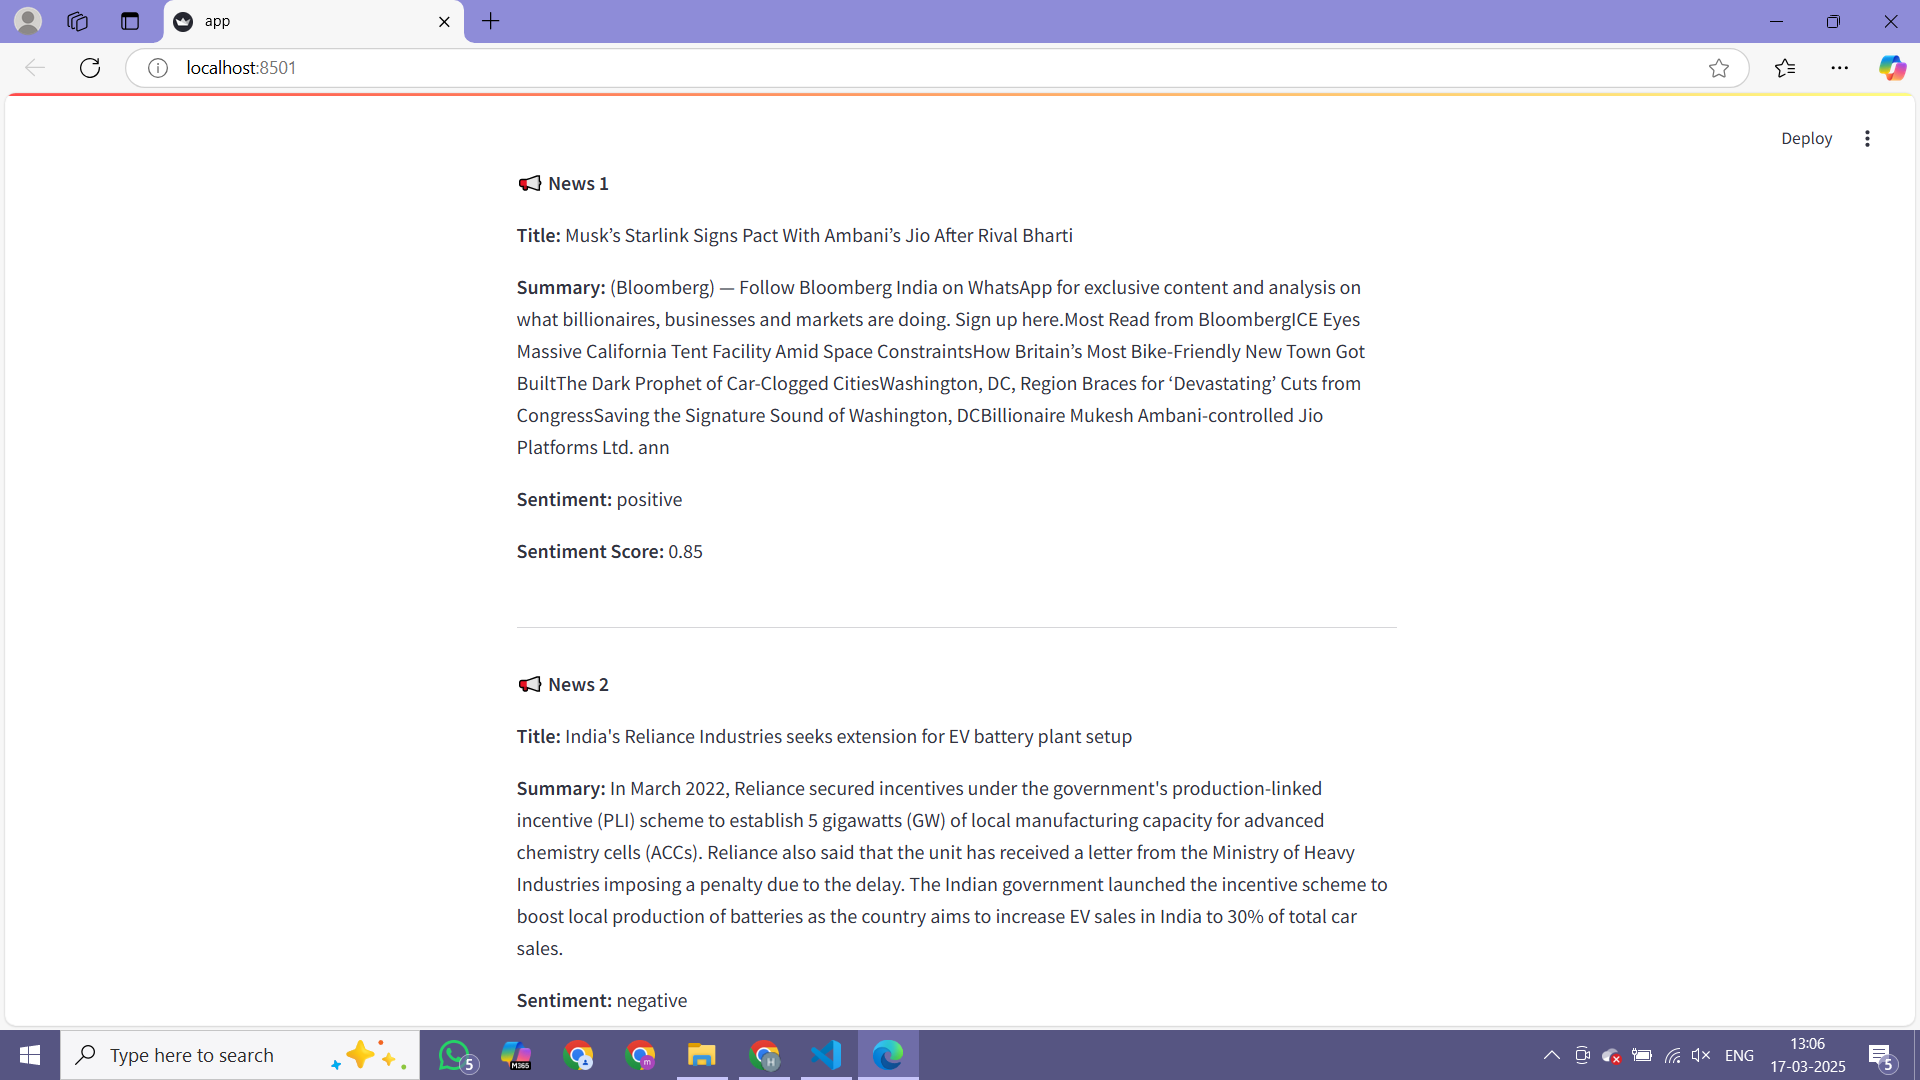 app
localhost:8501
Deploy
News 1
Title: Musk’s Starlink Signs Pact With Ambani’s Jio After Rival Bharti
Summary: (Bloomberg) — Follow Bloomberg India on WhatsApp for exclusive content and analysis on
what billionaires, businesses and markets are doing. Sign up here.Most Read from BloombergICE Eyes
Massive California Tent Facility Amid Space ConstraintsHow Britain’s Most Bike-Friendly New Town Got
BuiltThe Dark Prophet of Car-Clogged CitiesWashington, DC, Region Braces for ‘Devastating’ Cuts from
CongressSaving the Signature Sound of Washington, DCBillionaire Mukesh Ambani-controlled Jio
Platforms Ltd. ann
Sentiment: positive
Sentiment Score: 0.85
News 2
Title: India's Reliance Industries seeks extension for EV battery plant setup
Summary: In March 2022, Reliance secured incentives under the government's production-linked
incentive (PLI) scheme to establish 5 gigawatts (GW) of local manufacturing capacity for advanced
chemistry cells (ACCs). Reliance also said that the unit has received a letter from the Ministry of Heavy
Industries imposing a penalty due to the delay. The Indian government launched the incentive scheme to
boost local production of batteries as the country aims to increase EV sales in India to 30% of total car
sales.
Sentiment: negative
Type here to search
5
M365
m
H
ENG
13:06
17-03-2025
5